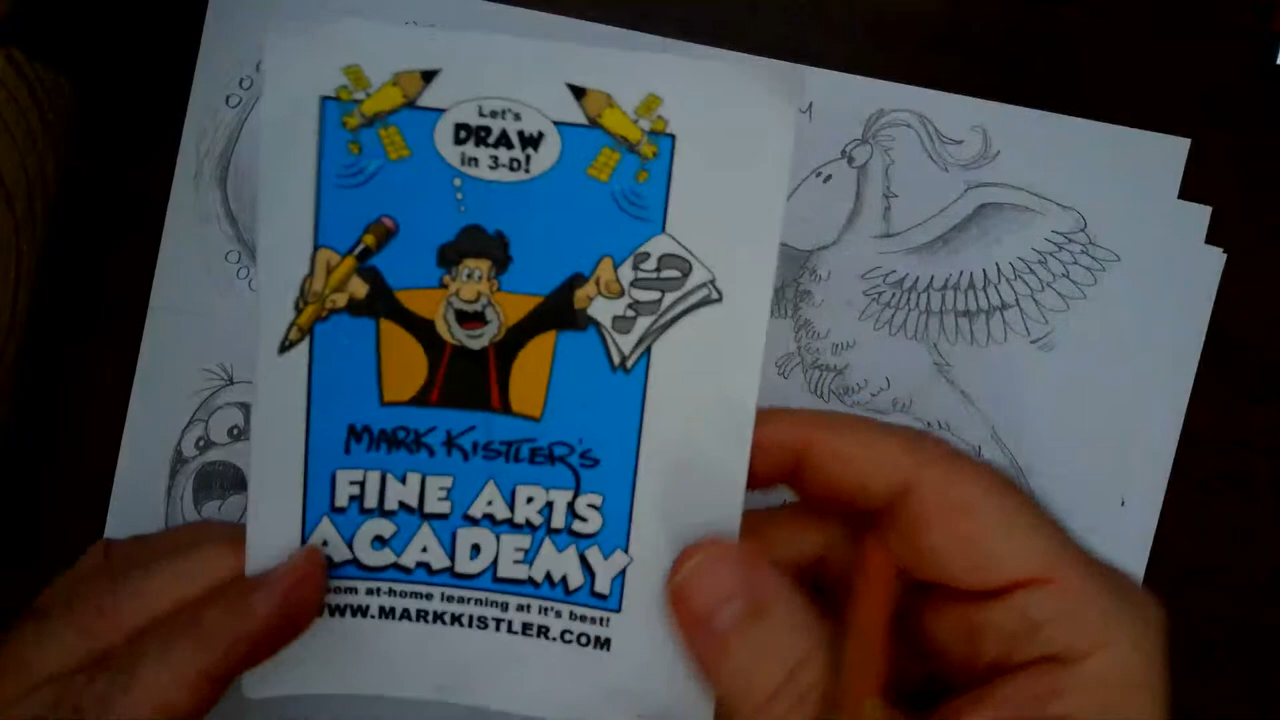 Let's
DRAW
in 3-D!
MARK KISTLER'S
FINE ARTS
ACADEMY
at-home learning at it's best!
WWW.MARKKISTLER.COM